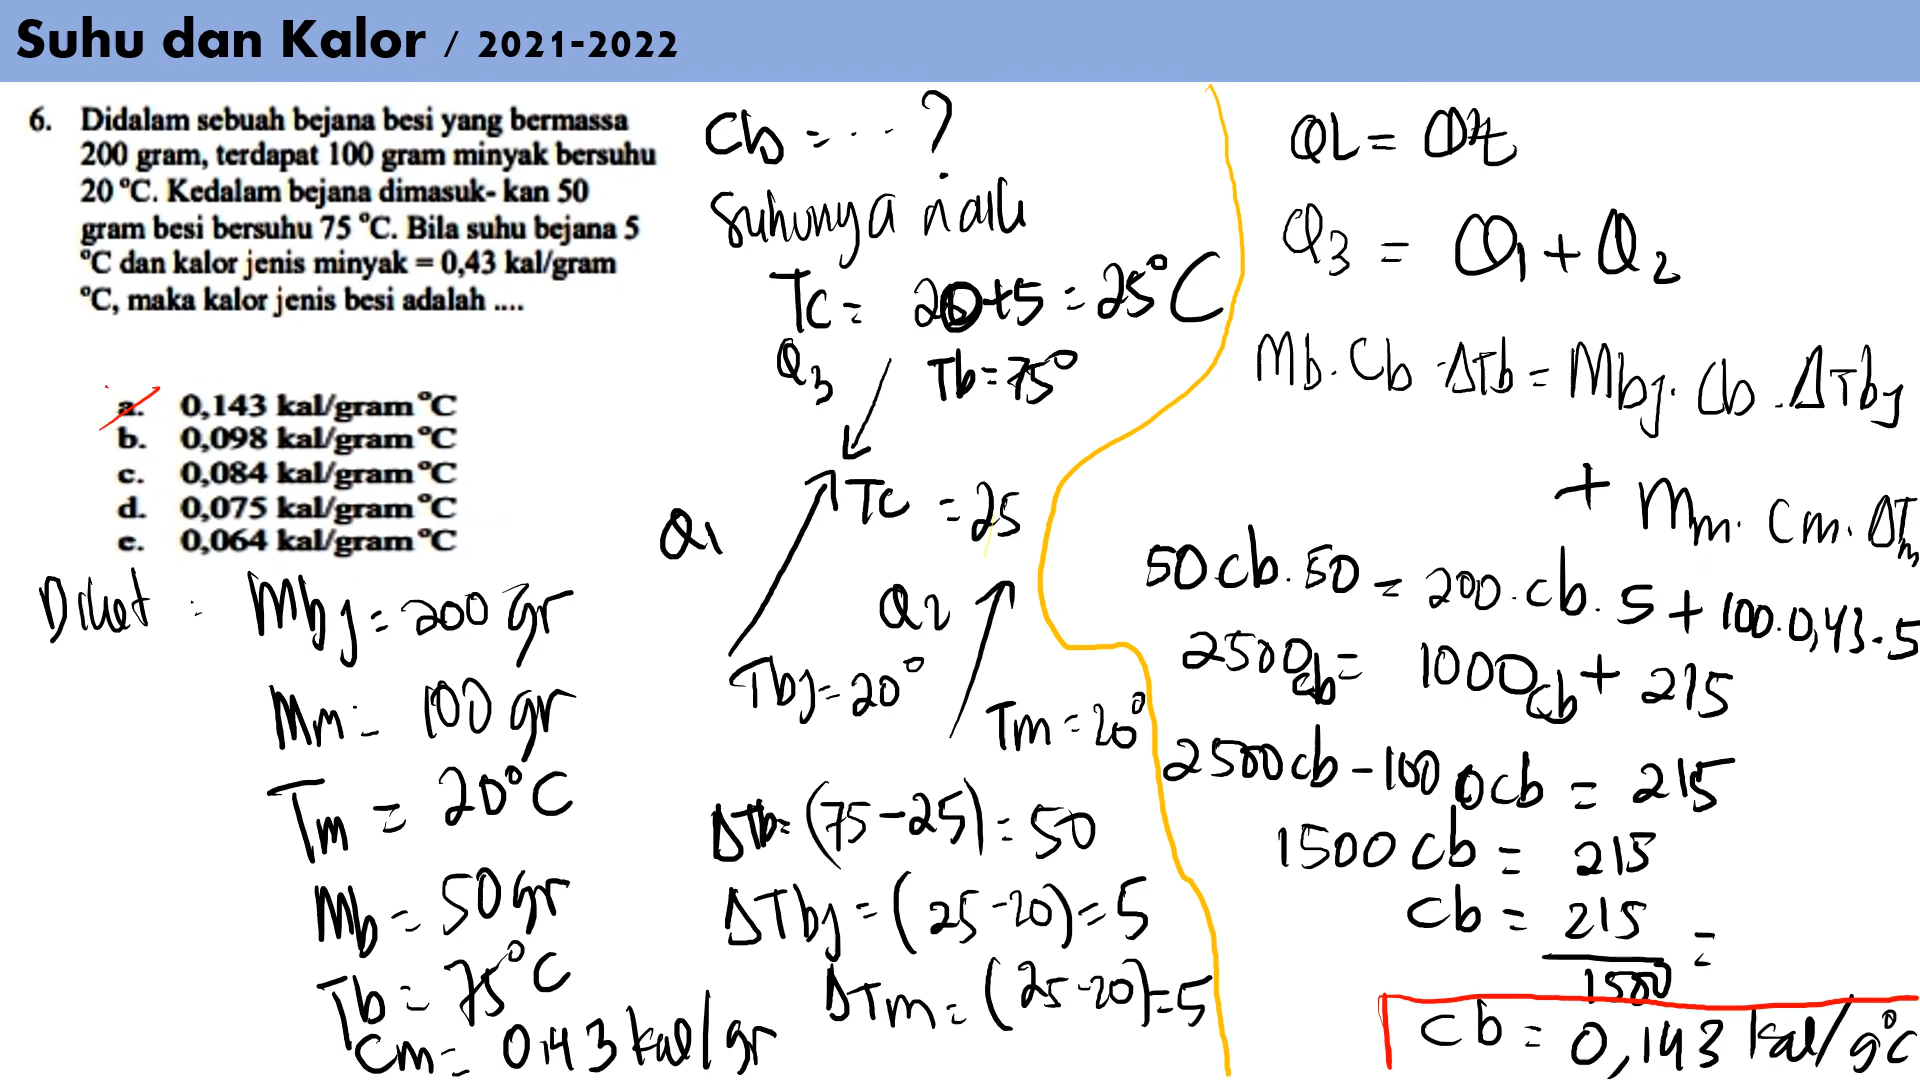 Suhu dan Kalor / 2021-2022
6. Didalam sebuah bejana besi yang bermassa
200 gram, terdapat 100 gram minyak bersuhu
20 °C. Kedalam bejana dimasuk- kan 50
gram besi bersuhu 75 °C. Bila suhu bejana 5
°C dan kalor jenis minyak = 0,43 kal/gram
°C, maka kalor jenis besi adalah ....
a. 0,143 kal/gram°C
b. 0,098 kal/gram°C
c. 0,084 kal/gram°C
d. 0,075 kal/gram°C
e. 0,064 kal/gram°C
Diket : Mbj = 200 gr
Mm = 100 gr
Tm = 20°C
Mb = 50 gr
Tb = 75°C
Cm = 0,43 kal/gr
Cb = ... ?
Suhunya naik
Tc = 20+5 = 25°C
Q3 Tb = 75°
Tc = 25
Q1
Q2
Tbj = 20°
Tm = 20°
ΔTb = (75-25) = 50
ΔTbj = (25-20) = 5
ΔTm = (25-20) = 5
QL =
Q3 = Q1 + Q2
Mb . Cb . ΔTb = Mbj . Cb . ΔTbj
+ Mm . Cm . ΔTm
50 cb . 50 = 200 . cb . 5 + 100 . 0,43 . 5
2500 cb = 1000 cb + 215
2500 cb - 1000 cb = 215
1500 cb = 215
cb = 215 =
1500
cb = 0,143 kal/g°C